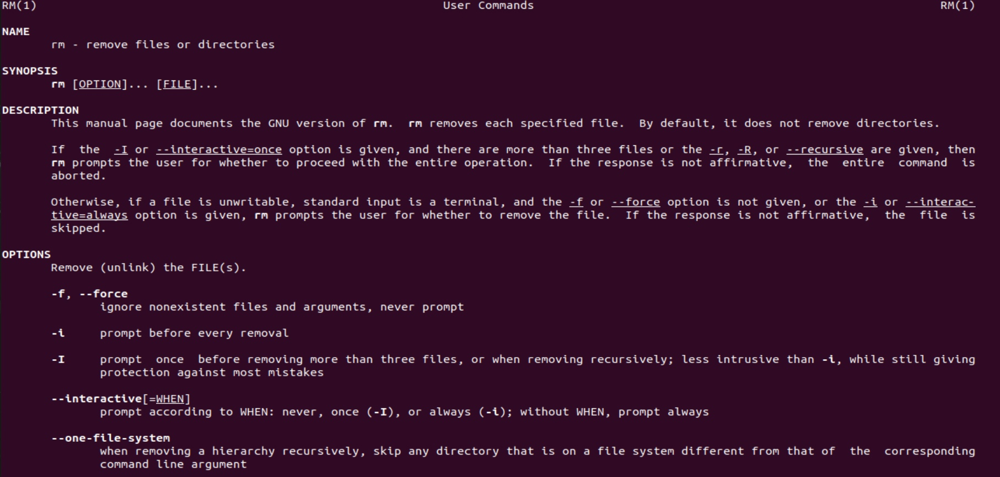 RM(1) User Commands RM(1)
NAME
rm - remove files or directories
SYNOPSIS
rm [OPTION]... [FILE]...
DESCRIPTION
This manual page documents the GNU version of rm. rm removes each specified file. By default, it does not remove directories.
If the -I or --interactive=once option is given, and there are more than three files or the -r, -R, or --recursive are given, then
rm prompts the user for whether to proceed with the entire operation. If the response is not affirmative, the entire command is
aborted.
Otherwise, if a file is unwritable, standard input is a terminal, and the -f or --force option is not given, or the -i or --interac-
tive=always option is given, rm prompts the user for whether to remove the file. If the response is not affirmative, the file is
skipped.
OPTIONS
Remove (unlink) the FILE(s).
-f, --force
ignore nonexistent files and arguments, never prompt
-i prompt before every removal
-I prompt once before removing more than three files, or when removing recursively; less intrusive than -i, while still giving
protection against most mistakes
--interactive[=WHEN]
prompt according to WHEN: never, once (-I), or always (-i); without WHEN, prompt always
--one-file-system
when removing a hierarchy recursively, skip any directory that is on a file system different from that of the corresponding
command line argument